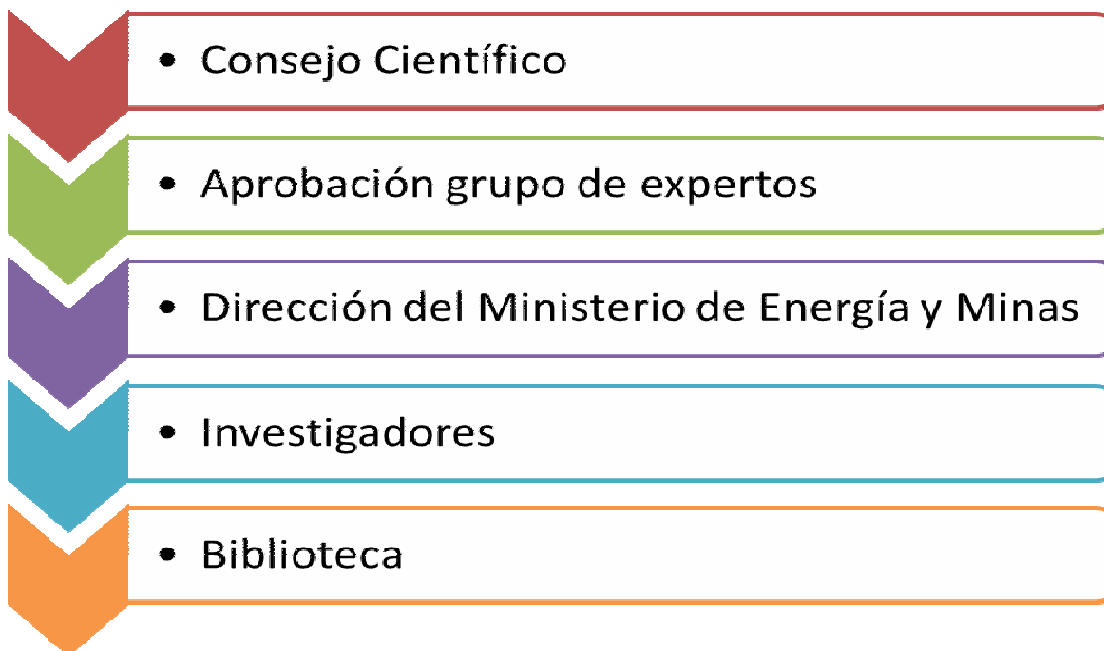 • Consejo Científico
• Aprobación grupo de expertos
• Dirección del Ministerio de Energía y Minas
• Investigadores
• Biblioteca